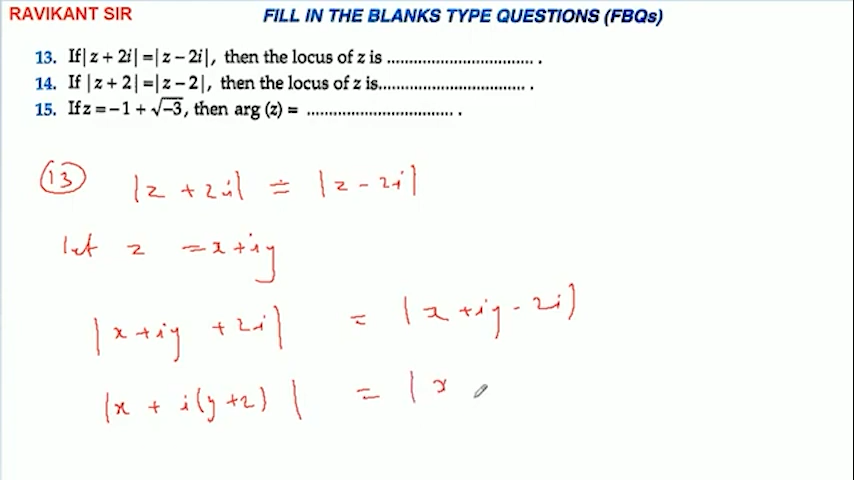 RAVIKANT SIR
FILL IN THE BLANKS TYPE QUESTIONS (FBQs)
13. If|z + 2i|=|z − 2i|, then the locus of z is .................................. .
14. If |z + 2|=|z − 2|, then the locus of z is.................................. .
15. If z = −1 + √−3, then arg (z) = .................................. .
13 |z + 2i| = |z - 2i|
let z = x+iy
|x+iy +2i| = |x+iy-2i|
|x + i(y+2)| = |x